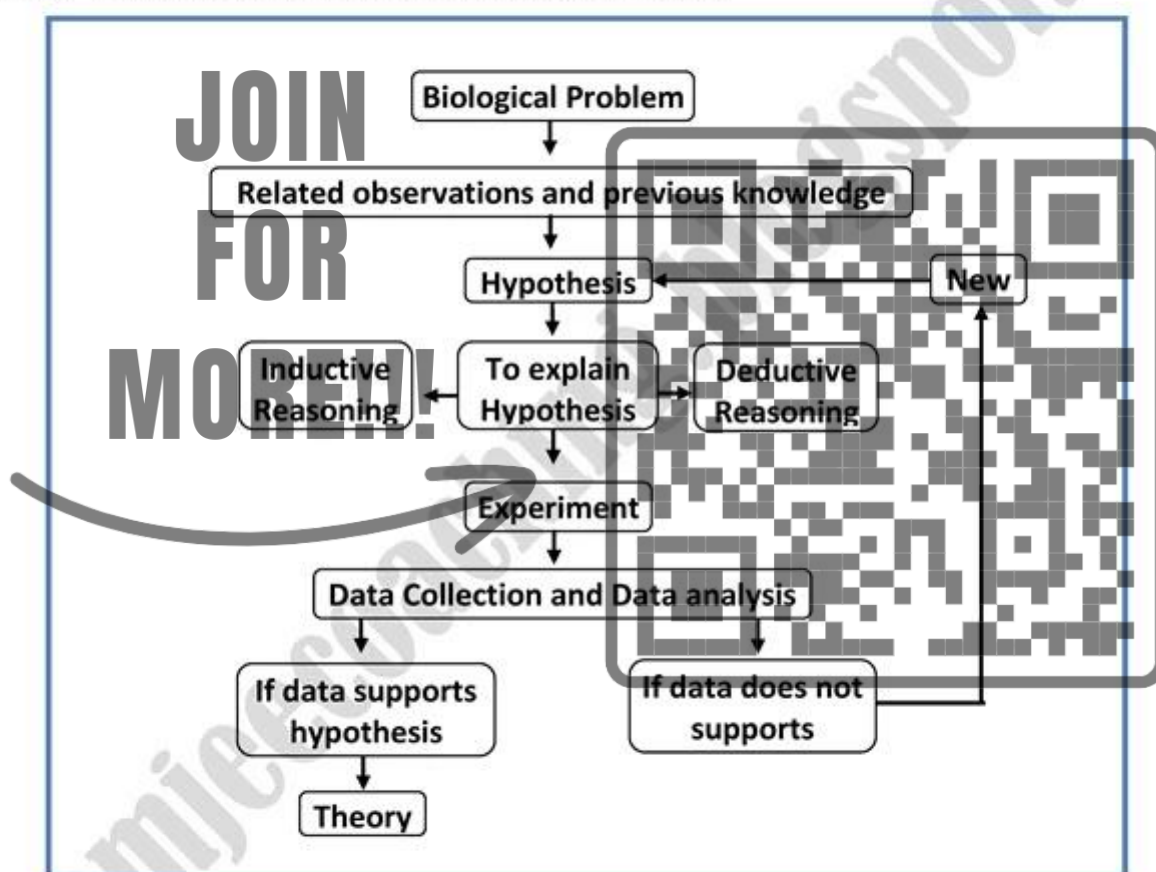 JOIN
FOR
MORE!!!
Biological Problem
Related observations and previous knowledge
Hypothesis
New
Inductive
Reasoning
To explain
Hypothesis
Deductive
Reasoning
Experiment
Data Collection and Data analysis
If data supports
hypothesis
If data does not
supports
Theory